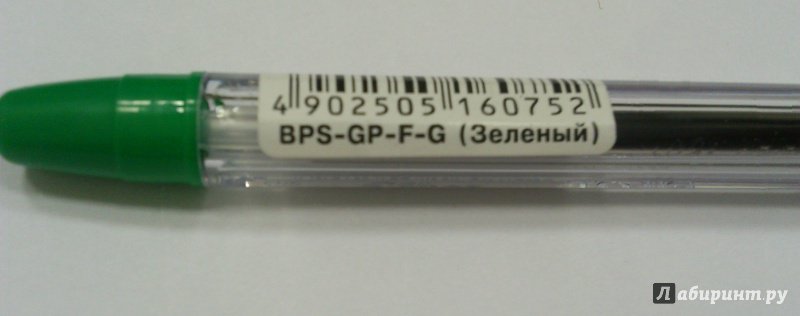 4 902505 160752
BPS-GP-F-G (Зеленый)
Лабиринт.ру